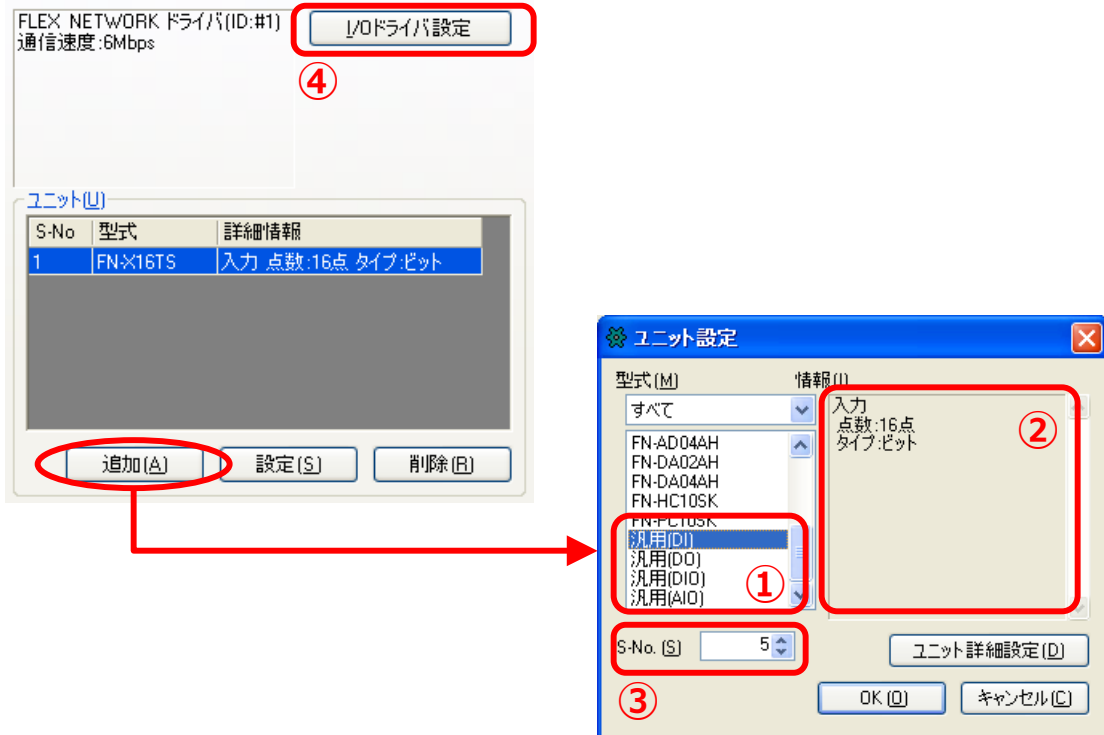 FLEX NETWORK ドライバ(ID:#1)
通信速度:6Mbps
I/Oドライバ設定
④
ユニット(U)
S-No 型式 詳細情報
1 FN-X16TS 入力 点数:16点 タイプ:ビット
追加(A) 設定(S) 削除(R)
ユニット設定
型式(M) 情報(I)
すべて
FN-AD04AH
FN-DA02AH
FN-DA04AH
FN-HC10SK
FN-PC10SK
汎用(DI)
汎用(DO)
汎用(DIO)
汎用(AIO)
①
入力
点数:16点
タイプ:ビット
②
S-No. (S) 5
③
ユニット詳細設定(D)
OK(O) キャンセル(C)